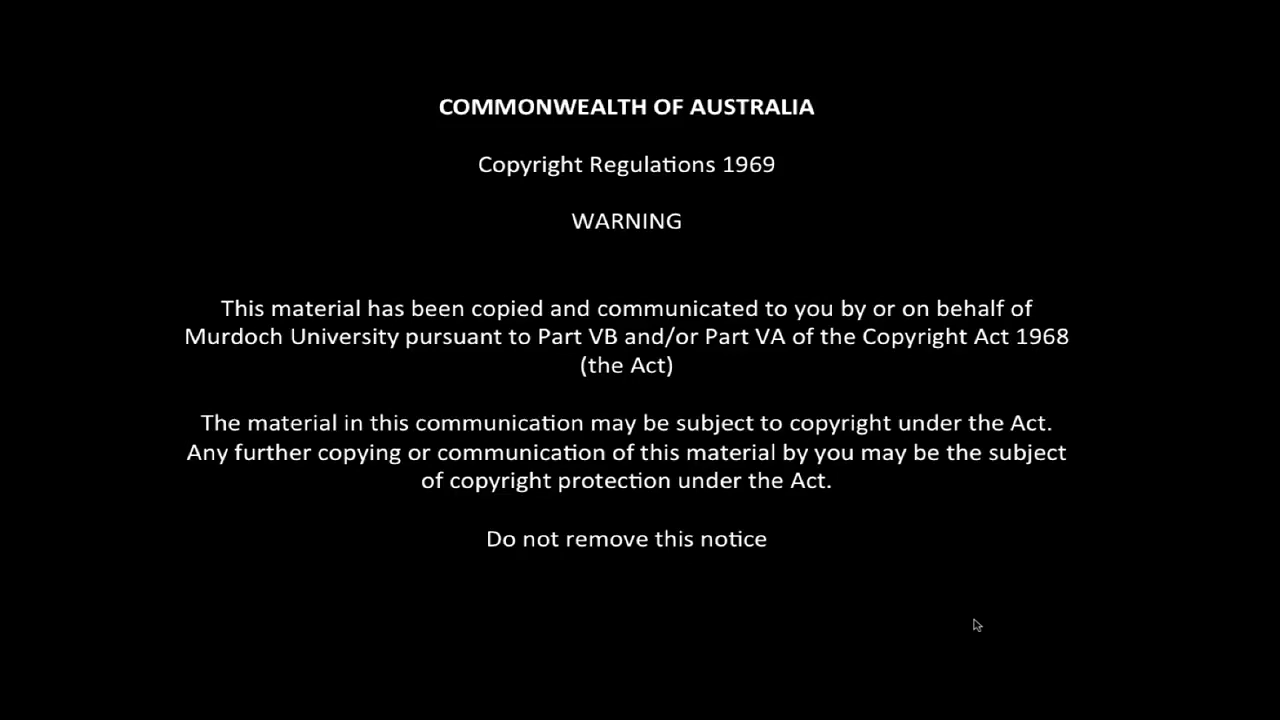 COMMONWEALTH OF AUSTRALIA
Copyright Regulations 1969
WARNING
This material has been copied and communicated to you by or on behalf of
Murdoch University pursuant to Part VB and/or Part VA of the Copyright Act 1968
(the Act)
The material in this communication may be subject to copyright under the Act.
Any further copying or communication of this material by you may be the subject
of copyright protection under the Act.
Do not remove this notice